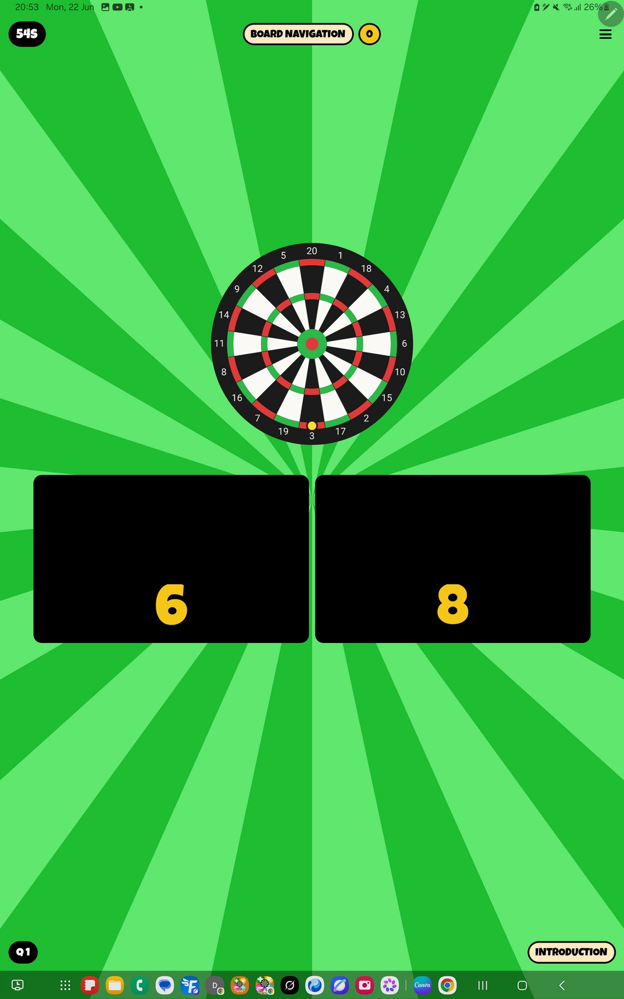 20:53 Mon, 22 Jun
26%
54S
BOARD NAVIGATION 0
20
5 1
12 18
9 4
14 13
11 6
8 10
16 15
7 2
19 17
3
6 8
Q1
INTRODUCTION
D
Canva